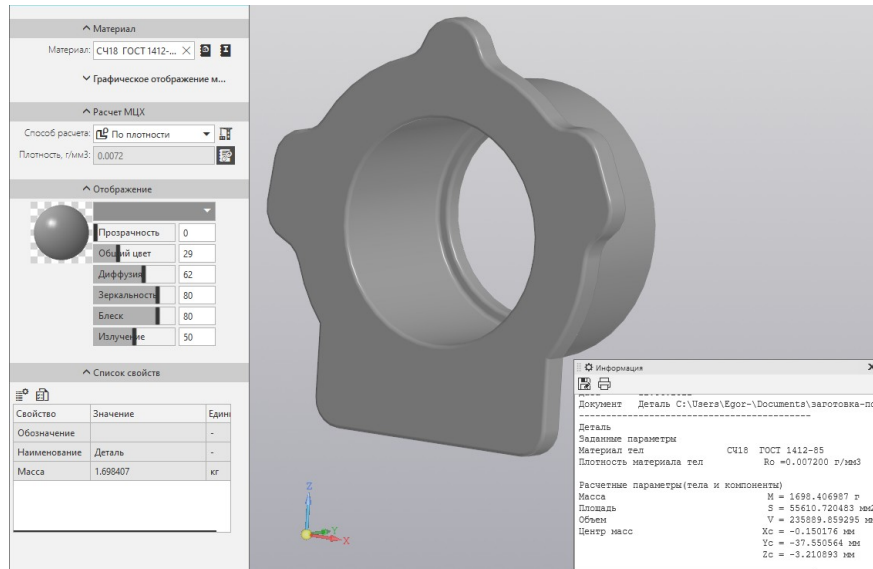 Материал
Материал: СЧ18 ГОСТ 1412-...
Графическое отображение м...
Расчет МЦХ
Способ расчета: По плотности
Плотность, г/мм3: 0.0072
Отображение
Прозрачность 0
Общий цвет 29
Диффузия 62
Зеркальность 80
Блеск 80
Излучение 50
Список свойств
Свойство Значение Едини
Обозначение -
Наименование Деталь -
Масса 1.698407 кг
Z
Y
X
Информация
Документ Деталь C:\Users\Egor-\Documents\заготовка-по
Деталь
Заданные параметры
Материал тел СЧ18 ГОСТ 1412-85
Плотность материала тел Ro =0.007200 г/мм3
Расчетные параметры(тела и компоненты)
Масса M = 1698.406987 г
Площадь S = 55610.720483 мм2
Объем V = 235889.859295 мм
Центр масс Xc = -0.150176 мм
Yc = -37.550564 мм
Zc = -3.210893 мм